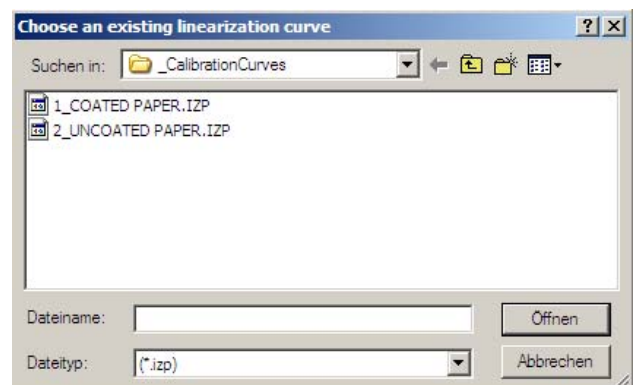 Choose an existing linearization curve
Suchen in: _CalibrationCurves
1_COATED PAPER.IZP
2_UNCOATED PAPER.IZP
Dateiname: Öffnen
Dateityp: (*.izp) Abbrechen